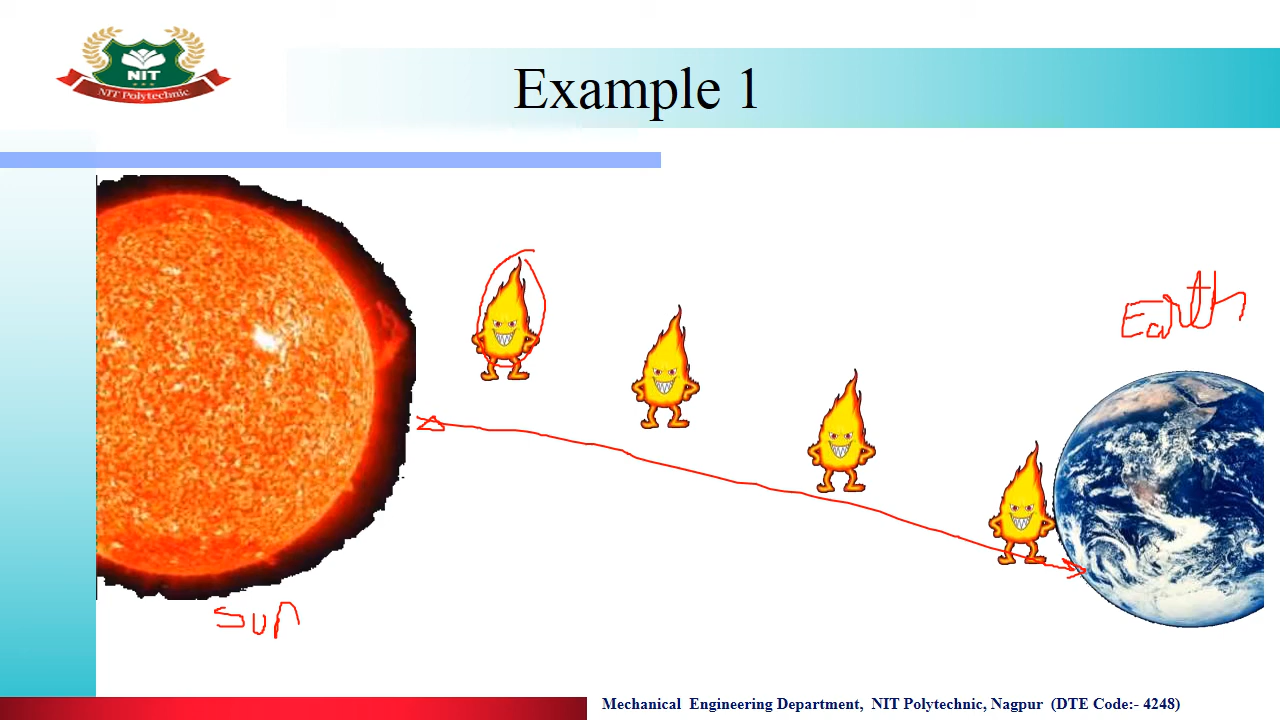 NIT
NIT Polytechnic
Example 1
Earth
Sun
Mechanical Engineering Department, NIT Polytechnic, Nagpur (DTE Code:- 4248)